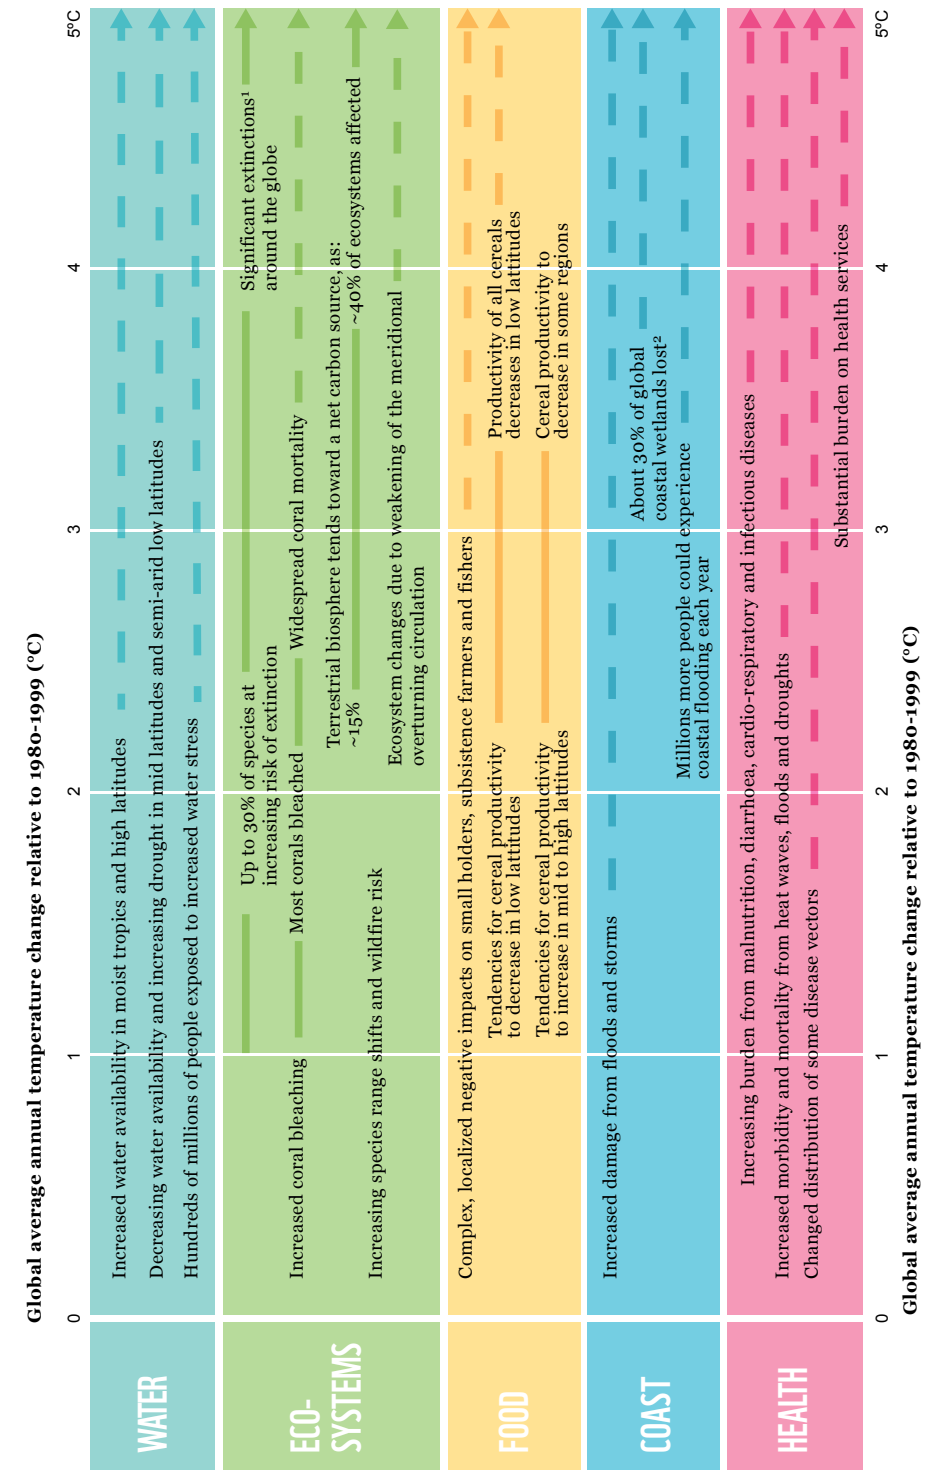 Global average annual temperature change relative to 1980-1999 (°C)
0 1 2 3 4 5°C
WATER
Increased water availability in moist tropics and high latitudes
Decreasing water availability and increasing drought in mid latitudes and semi-arid low latitudes
Hundreds of millions of people exposed to increased water stress
ECO-
SYSTEMS
Up to 30% of species at
increasing risk of extinction
Significant extinctions¹
around the globe
Increased coral bleaching
Most corals bleached
Widespread coral mortality
Terrestrial biosphere tends toward a net carbon source, as:
~15%
~40% of ecosystems affected
Increasing species range shifts and wildfire risk
Ecosystem changes due to weakening of the meridional
overturning circulation
FOOD
Complex, localized negative impacts on small holders, subsistence farmers and fishers
Tendencies for cereal productivity
to decrease in low lattitudes
Productivity of all cereals
decreases in low lattitudes
Tendencies for cereal productivity
to increase in mid to high lattitudes
Cereal productivity to
decrease in some regions
COAST
Increased damage from floods and storms
About 30% of global
coastal wetlands lost²
Millions more people could experience
coastal flooding each year
HEALTH
Increasing burden from malnutrition, diarrhoea, cardio-respiratory and infectious diseases
Increased morbidity and mortality from heat waves, floods and droughts
Changed distribution of some disease vectors
Substantial burden on health services
0 1 2 3 4 5°C
Global average annual temperature change relative to 1980-1999 (°C)